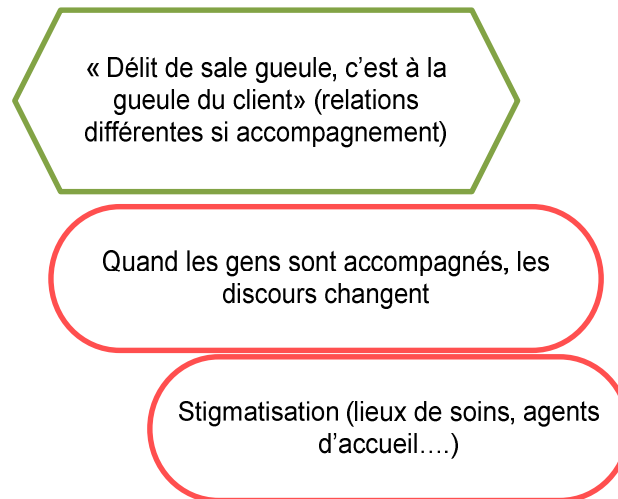 « Délit de sale gueule, c’est à la
gueule du client» (relations
différentes si accompagnement)
Quand les gens sont accompagnés, les
discours changent
Stigmatisation (lieux de soins, agents
d’accueil….)